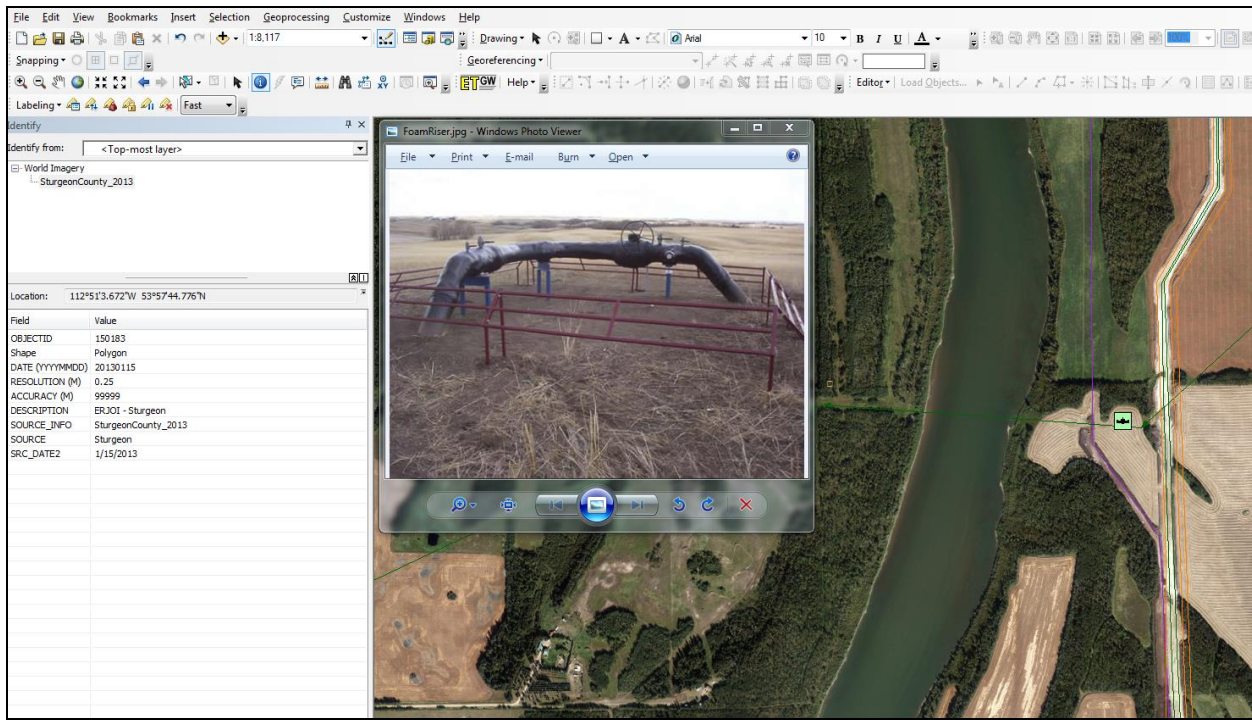 File Edit View Bookmarks Insert Selection Geoprocessing Customize Windows Help
1:8,117 Drawing A Arial 10 B I U A
Snapping Georeferencing
ET GW Help Editor Load Objects...
Labeling Fast
Identify
Identify from: <Top-most layer>
World Imagery
SturgeonCounty_2013
Location: 112°51'3.672"W 53°57'44.776"N
Field Value
OBJECTID 150183
Shape Polygon
DATE (YYYYMMDD) 20130115
RESOLUTION (M) 0.25
ACCURACY (M) 99999
DESCRIPTION ERJOI - Sturgeon
SOURCE_INFO SturgeonCounty_2013
SOURCE Sturgeon
SRC_DATE2 1/15/2013
FoamRiser.jpg - Windows Photo Viewer
File Print E-mail Burn Open